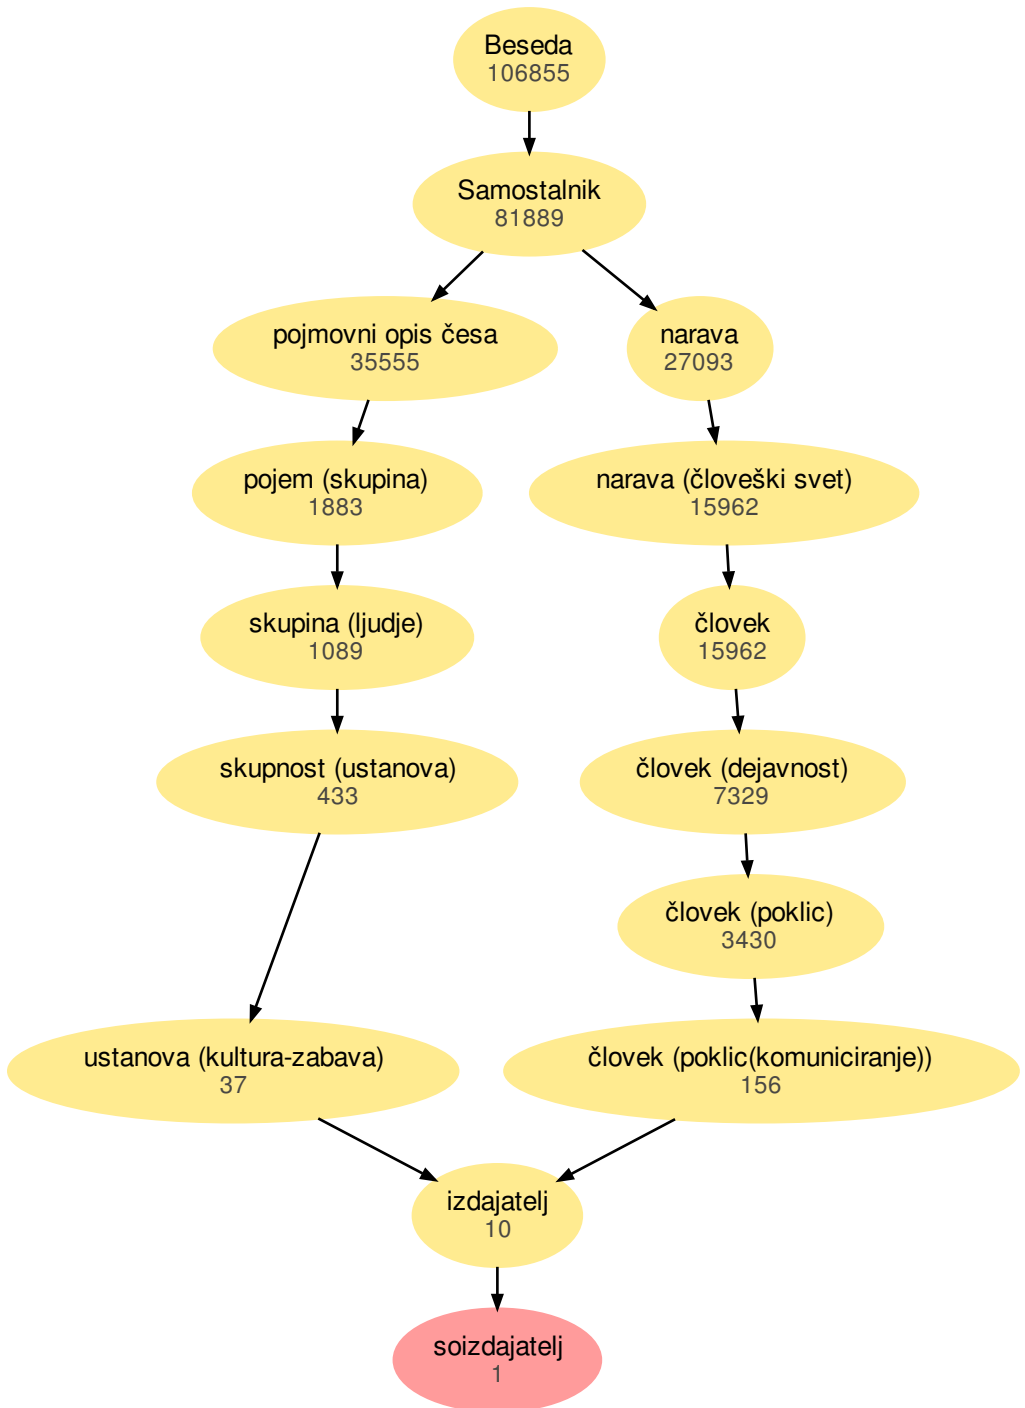 Beseda
106855
Samostalnik
81889
pojmovni opis česa
35555
narava
27093
pojem (skupina)
1883
narava (človeški svet)
15962
skupina (ljudje)
1089
človek
15962
skupnost (ustanova)
433
človek (dejavnost)
7329
človek (poklic)
3430
ustanova (kultura-zabava)
37
človek (poklic(komuniciranje))
156
izdajatelj
10
soizdajatelj
1